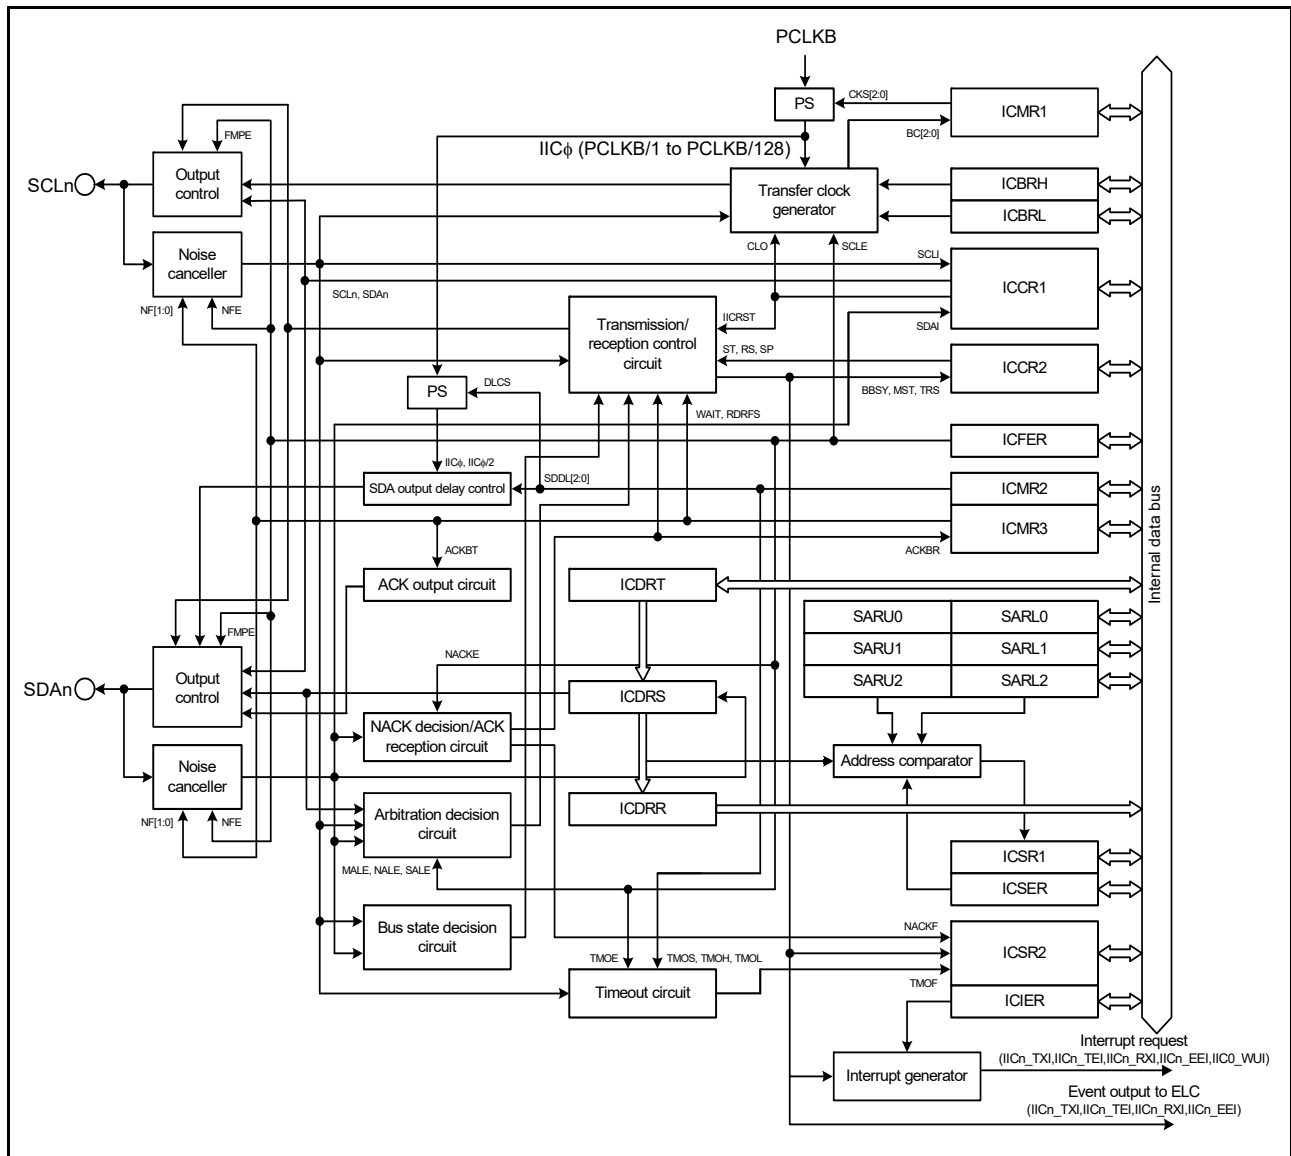 PCLKB
PS
CKS[2:0]
ICMR1
BC[2:0]
IICϕ (PCLKB/1 to PCLKB/128)
FMPE
SCLn
Output
control
Transfer clock
generator
ICBRH
ICBRL
Noise
canceller
CLO
SCLE
SCLI
NF[1:0]
NFE
SCLn, SDAn
ICCR1
IICRST
SDAI
Transmission/
reception control
circuit
ST, RS, SP
ICCR2
BBSY, MST, TRS
PS
DLCS
WAIT, RDRFS
ICFER
IICϕ, IICϕ/2
SDA output delay control
SDDL[2:0]
ICMR2
ICMR3
ACKBT
ACKBR
ACK output circuit
ICDRT
Internal data bus
SARU0
SARL0
SARU1
SARL1
SARU2
SARL2
FMPE
SDAn
Output
control
NACKE
ICDRS
NACK decision/ACK
reception circuit
Address comparator
Noise
canceller
NF[1:0]
NFE
Arbitration decision
circuit
ICDRR
MALE, NALE, SALE
ICSR1
ICSER
Bus state decision
circuit
NACKF
ICSR2
TMOE
TMOS, TMOH, TMOL
Timeout circuit
TMOF
ICIER
Interrupt request
(IICn_TXI,IICn_TEI,IICn_RXI,IICn_EEI,IIC0_WUI)
Interrupt generator
Event output to ELC
(IICn_TXI,IICn_TEI,IICn_RXI,IICn_EEI)